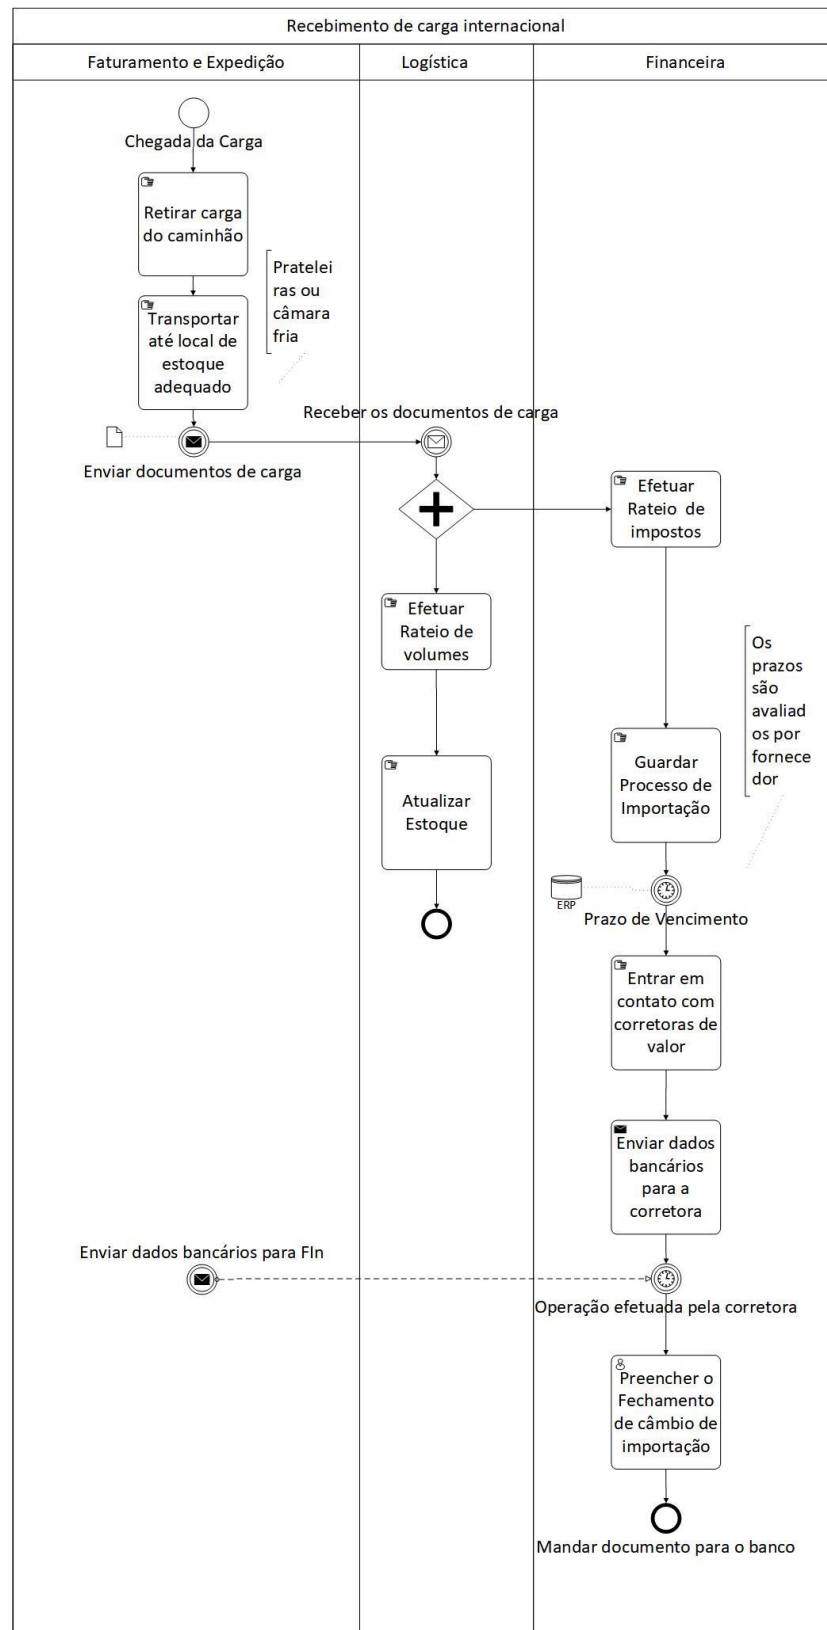 Recebimento de carga internacional
Faturamento e Expedição
Logística
Financeira
Chegada da Carga
Retirar carga
do caminhão
Pratelei
ras ou
câmara
fria
Transportar
até local de
estoque
adequado
Receber os documentos de carga
Enviar documentos de carga
Efetuar
Rateio de
impostos
Efetuar
Rateio de
volumes
Os
prazos
são
avaliad
os por
fornece
dor
Guardar
Processo de
Importação
Atualizar
Estoque
ERP
Prazo de Vencimento
Entrar em
contato com
corretoras de
valor
Enviar dados
bancários
para a
corretora
Enviar dados bancários para FIn
Operação efetuada pela corretora
Preencher o
Fechamento
de câmbio de
importação
Mandar documento para o banco